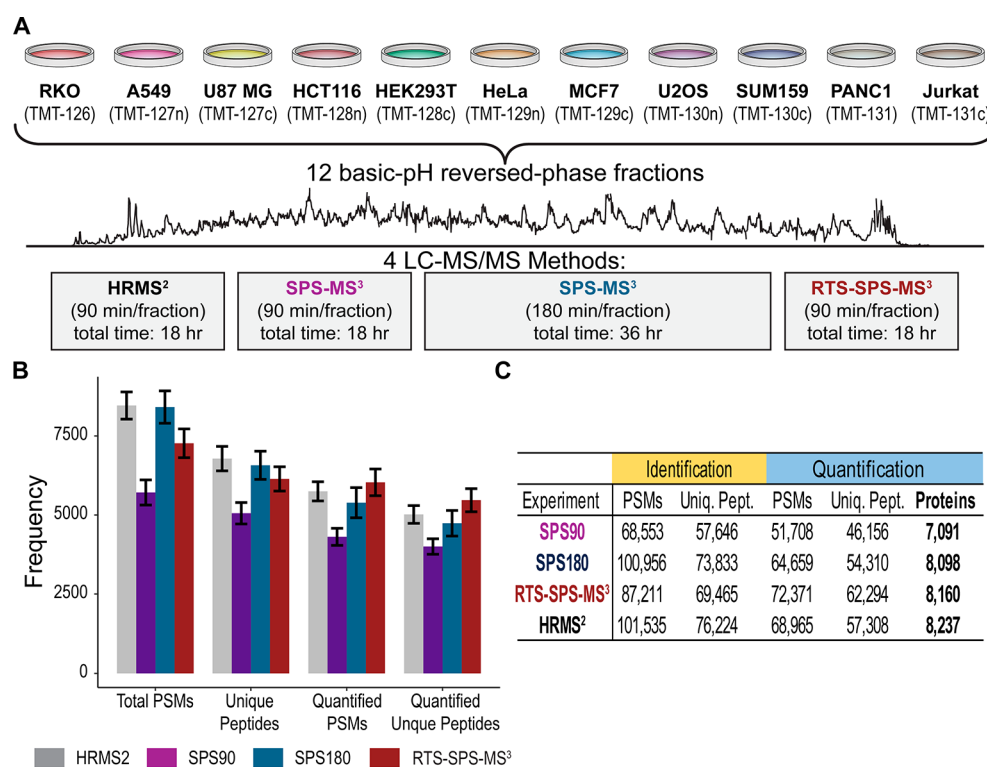 A
RKO A549 U87 MG HCT116 HEK293T HeLa MCF7 U2OS SUM159 PANC1 Jurkat
(TMT-126) (TMT-127n) (TMT-127c) (TMT-128n) (TMT-128c) (TMT-129n) (TMT-129c) (TMT-130n) (TMT-130c) (TMT-131) (TMT-131c)
12 basic-pH reversed-phase fractions
4 LC-MS/MS Methods:
HRMS²
(90 min/fraction)
total time: 18 hr
SPS-MS³
(90 min/fraction)
total time: 18 hr
SPS-MS³
(180 min/fraction)
total time: 36 hr
RTS-SPS-MS³
(90 min/fraction)
total time: 18 hr
B
Frequency
7500
5000
2500
0
Total PSMs
Unique
Peptides
Quantified
PSMs
Quantified
Unque Peptides
HRMS2 SPS90 SPS180 RTS-SPS-MS³
C
Identification Quantification
Experiment PSMs Uniq. Pept. PSMs Uniq. Pept. Proteins
SPS90 68,553 57,646 51,708 46,156 7,091
SPS180 100,956 73,833 64,659 54,310 8,098
RTS-SPS-MS³ 87,211 69,465 72,371 62,294 8,160
HRMS² 101,535 76,224 68,965 57,308 8,237